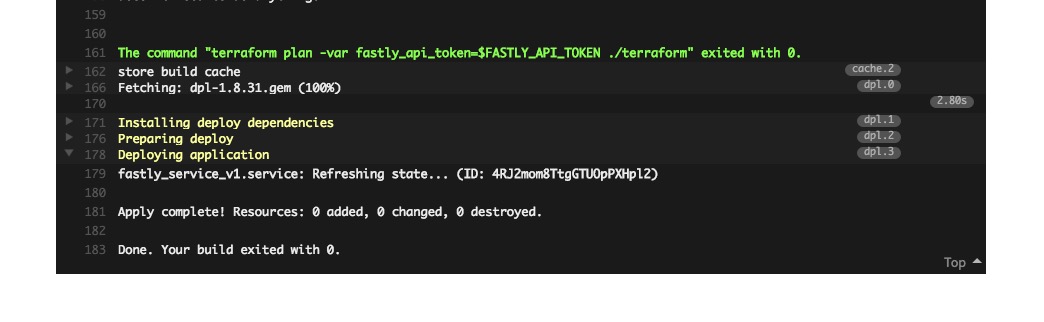 159
160
161 The command "terraform plan -var fastly_api_token=$FASTLY_API_TOKEN ./terraform" exited with 0.
162 store build cache cache.2
166 Fetching: dpl-1.8.31.gem (100%) dpl.0
170 2.80s
171 Installing deploy dependencies dpl.1
176 Preparing deploy dpl.2
178 Deploying application dpl.3
179 fastly_service_v1.service: Refreshing state... (ID: 4RJ2mom8TtgGTUOpPXHpl2)
180
181 Apply complete! Resources: 0 added, 0 changed, 0 destroyed.
182
183 Done. Your build exited with 0.
Top